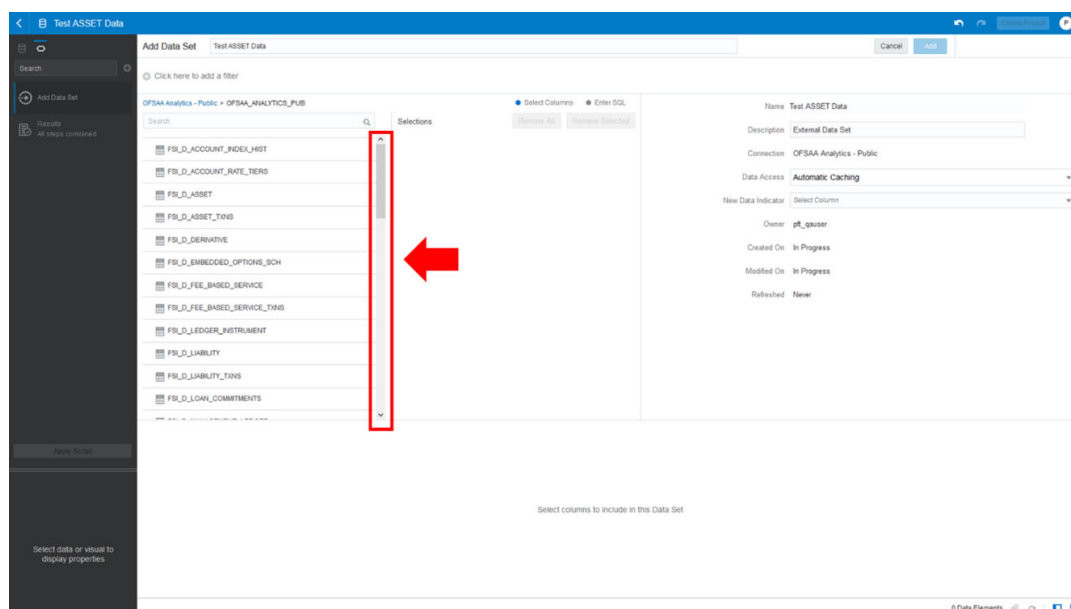 Test ASSET Data
Create Project
P
Search
Add Data Set
Results
All steps combined
Apply Script
Select data or visual to
display properties
Add Data Set
Test ASSET Data
Cancel
Add
Click here to add a filter
OFSAA Analytics - Public > OFSAA_ANALYTICS_PUB
Select Columns
Enter SQL
Search
Selections
Remove All
Remove Selected
FSI_D_ACCOUNT_INDEX_HIST
FSI_D_ACCOUNT_RATE_TIERS
FSI_D_ASSET
FSI_D_ASSET_TXNS
FSI_D_DERIVATIVE
FSI_D_EMBEDDED_OPTIONS_SCH
FSI_D_FEE_BASED_SERVICE
FSI_D_FEE_BASED_SERVICE_TXNS
FSI_D_LEDGER_INSTRUMENT
FSI_D_LIABILITY
FSI_D_LIABILITY_TXNS
FSI_D_LOAN_COMMITMENTS
Name Test ASSET Data
Description External Data Set
Connection OFSAA Analytics - Public
Data Access Automatic Caching
New Data Indicator Select Column
Owner pft_qauser
Created On In Progress
Modified On In Progress
Refreshed Never
Select columns to include in this Data Set
0 Data Elements